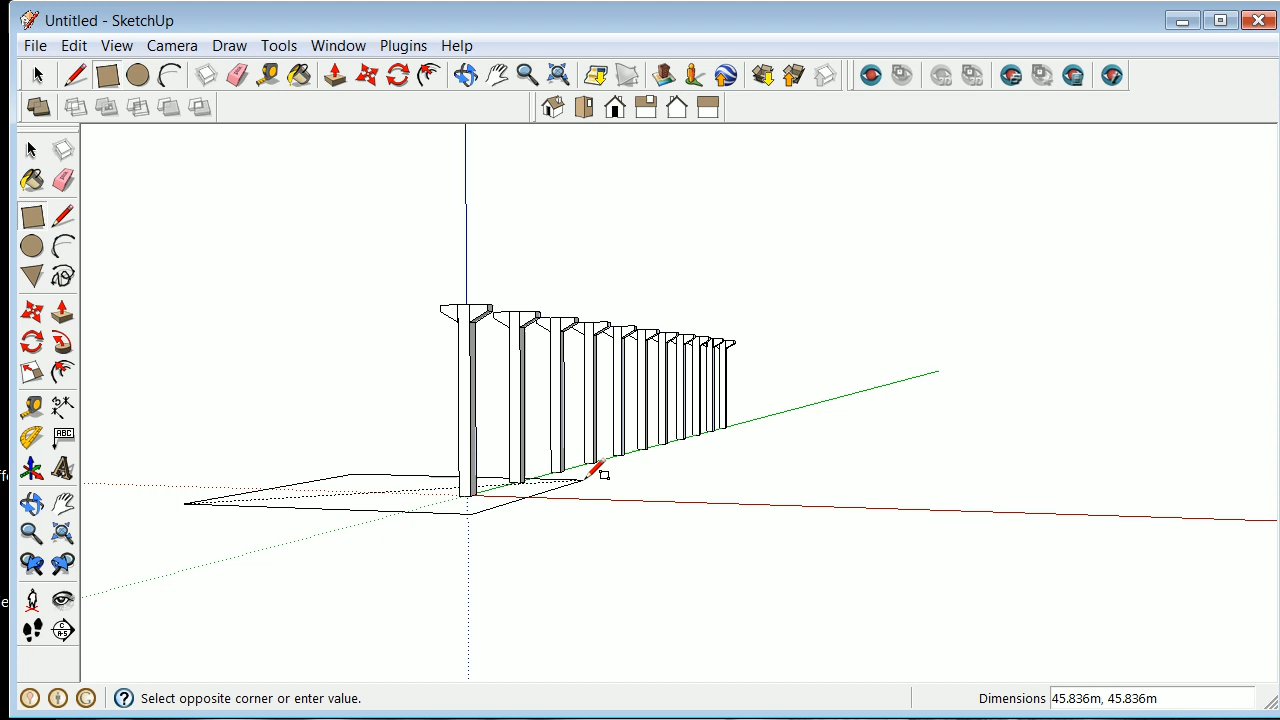 Untitled - SketchUp
File Edit View Camera Draw Tools Window Plugins Help
ABC
Select opposite corner or enter value.
Dimensions 45.836m, 45.836m